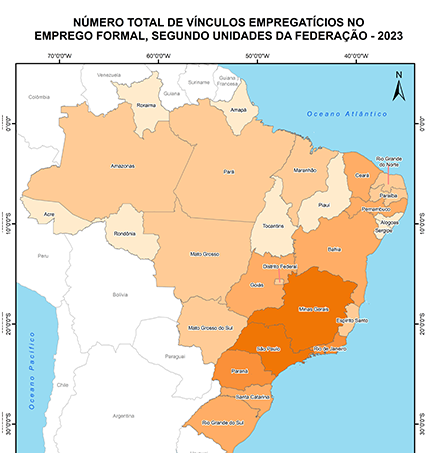 NÚMERO TOTAL DE VÍNCULOS EMPREGATÍCIOS NO
EMPREGO FORMAL, SEGUNDO UNIDADES DA FEDERAÇÃO - 2023
70°0'0"O 60°0'0"O 50°0'0"O 40°0'0"O
N
Venezuela
Suriname
Guiana Francesa
Colômbia
Guiana
Roraima
Amapá
Oceano Atlântico
0°0'0"
Rio Grande
do Norte
Amazonas
Pará
Maranhão
Ceará
Paraíba
Piauí
Pernambuco
Acre
Alagoas
Sergipe
10°0'0"S
Rondônia
Tocantins
Bahia
Peru
Mato Grosso
Distrito Federal
Goiás
Bolívia
Minas Gerais
Espírito Santo
20°0'0"S
Mato Grosso do Sul
São Paulo
Rio de Janeiro
Paraguai
Paraná
Oceano Pacífico
Chile
Santa Catarina
Argentina
Rio Grande do Sul
30°0'0"S